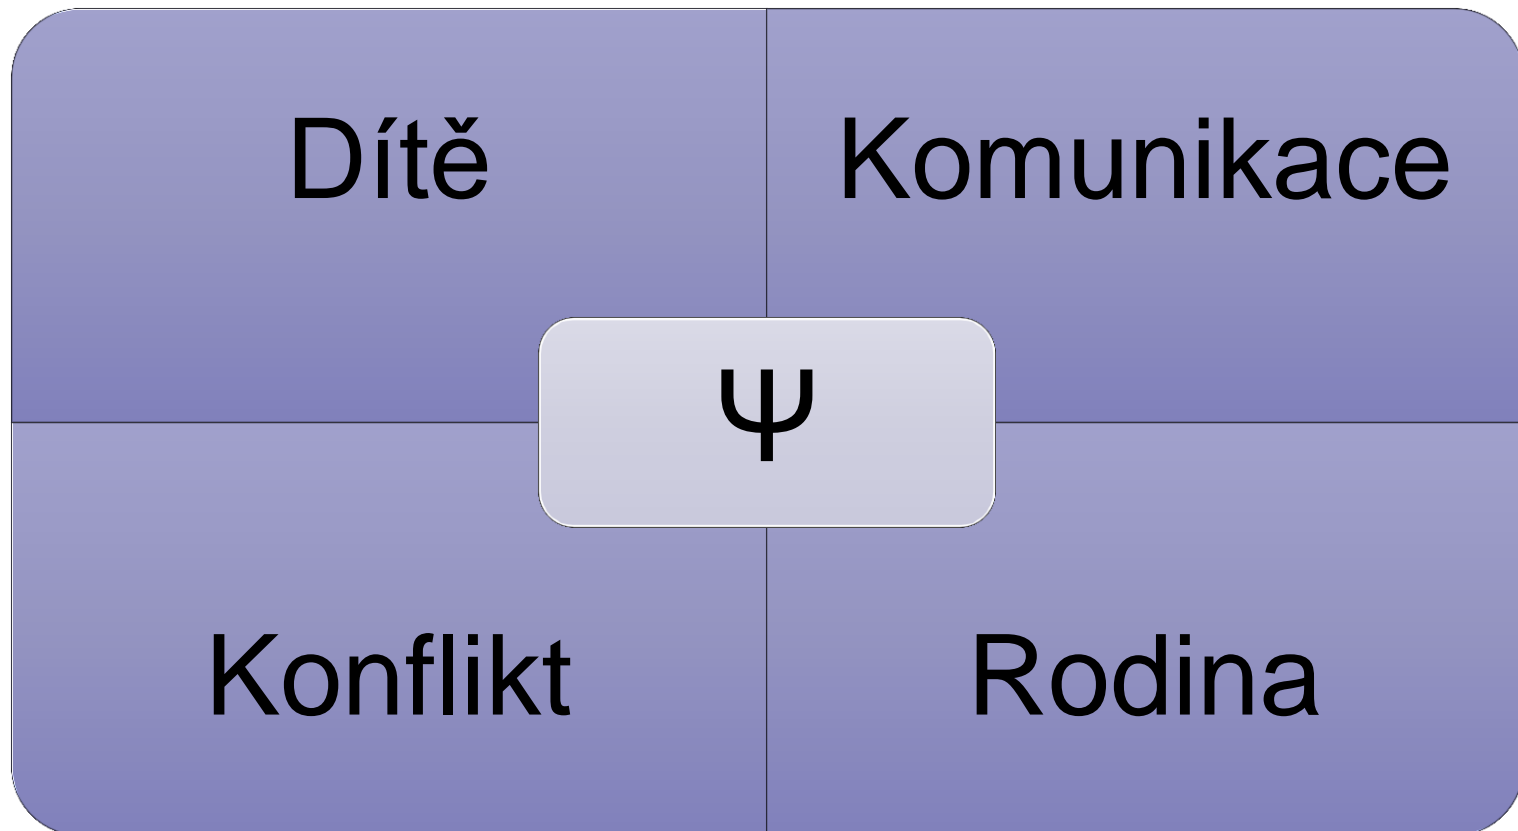 Dítě
Komunikace
Ψ
Konflikt
Rodina